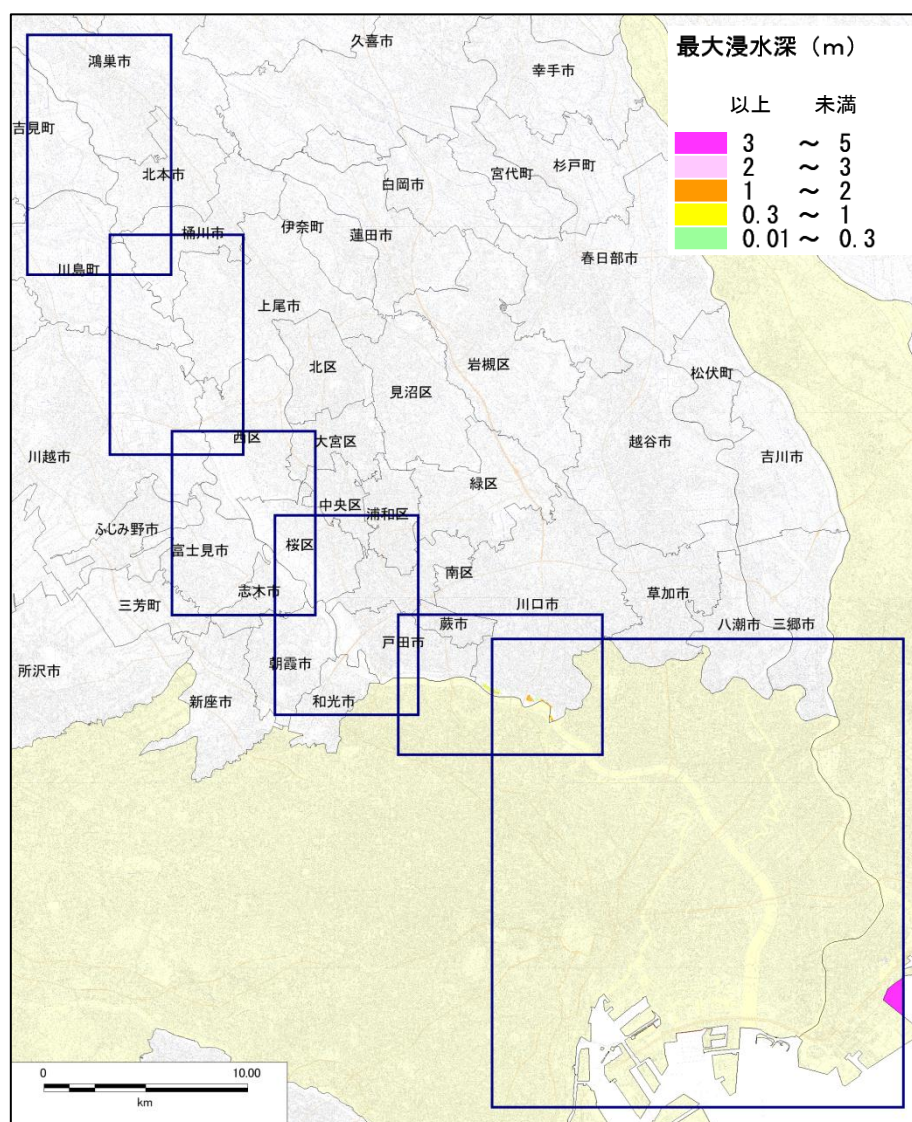 最大浸水深（m）
以上 未満
3 ～ 5
2 ～ 3
1 ～ 2
0.3 ～ 1
0.01～ 0.3
久喜市
鴻巣市
幸手市
吉見町
杉戸町
北本市
宮代町
白岡市
伊奈町
桶川市
蓮田市
春日部市
川島町
上尾市
北区
岩槻区
松伏町
見沼区
西区
大宮区
越谷市
川越市
吉川市
緑区
中央区
浦和区
ふじみ野市
富士見市
桜区
南区
志木市
草加市
三芳町
川口市
蕨市
八潮市
三郷市
戸田市
朝霞市
所沢市
新座市
和光市
0 10.00
km